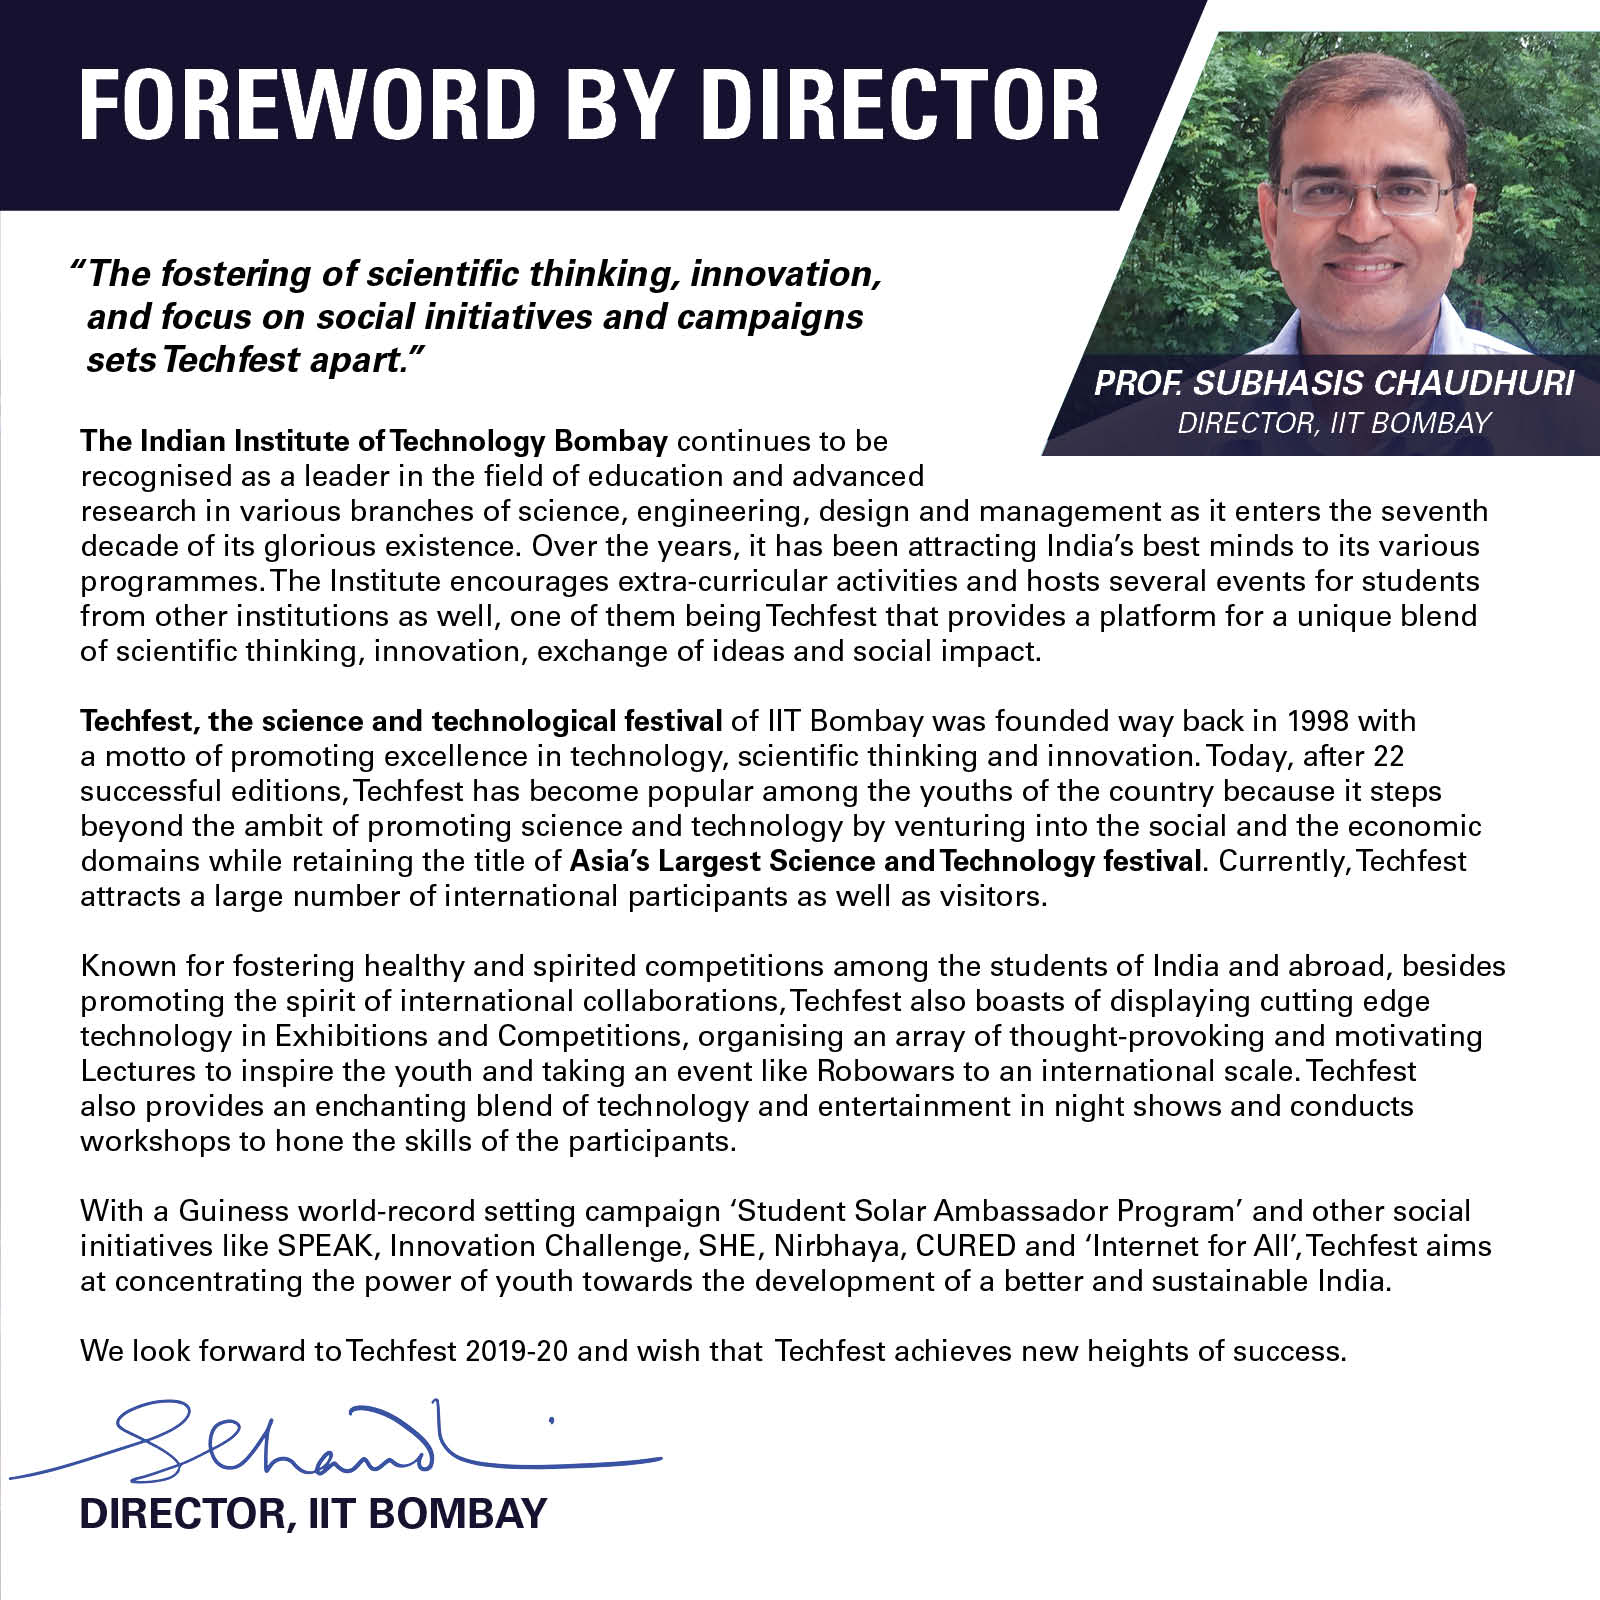 FOREWORD BY DIRECTOR
“The fostering of scientific thinking, innovation,
and focus on social initiatives and campaigns
sets Techfest apart.”
PROF. SUBHASIS CHAUDHURI
DIRECTOR, IIT BOMBAY
The Indian Institute of Technology Bombay continues to be
recognised as a leader in the field of education and advanced
research in various branches of science, engineering, design and management as it enters the seventh
decade of its glorious existence. Over the years, it has been attracting India’s best minds to its various
programmes. The Institute encourages extra-curricular activities and hosts several events for students
from other institutions as well, one of them being Techfest that provides a platform for a unique blend
of scientific thinking, innovation, exchange of ideas and social impact.
Techfest, the science and technological festival of IIT Bombay was founded way back in 1998 with
a motto of promoting excellence in technology, scientific thinking and innovation. Today, after 22
successful editions, Techfest has become popular among the youths of the country because it steps
beyond the ambit of promoting science and technology by venturing into the social and the economic
domains while retaining the title of Asia’s Largest Science and Technology festival. Currently, Techfest
attracts a large number of international participants as well as visitors.
Known for fostering healthy and spirited competitions among the students of India and abroad, besides
promoting the spirit of international collaborations, Techfest also boasts of displaying cutting edge
technology in Exhibitions and Competitions, organising an array of thought-provoking and motivating
Lectures to inspire the youth and taking an event like Robowars to an international scale. Techfest
also provides an enchanting blend of technology and entertainment in night shows and conducts
workshops to hone the skills of the participants.
With a Guiness world-record setting campaign ‘Student Solar Ambassador Program’ and other social
initiatives like SPEAK, Innovation Challenge, SHE, Nirbhaya, CURED and ‘Internet for All’, Techfest aims
at concentrating the power of youth towards the development of a better and sustainable India.
We look forward to Techfest 2019-20 and wish that Techfest achieves new heights of success.
DIRECTOR, IIT BOMBAY